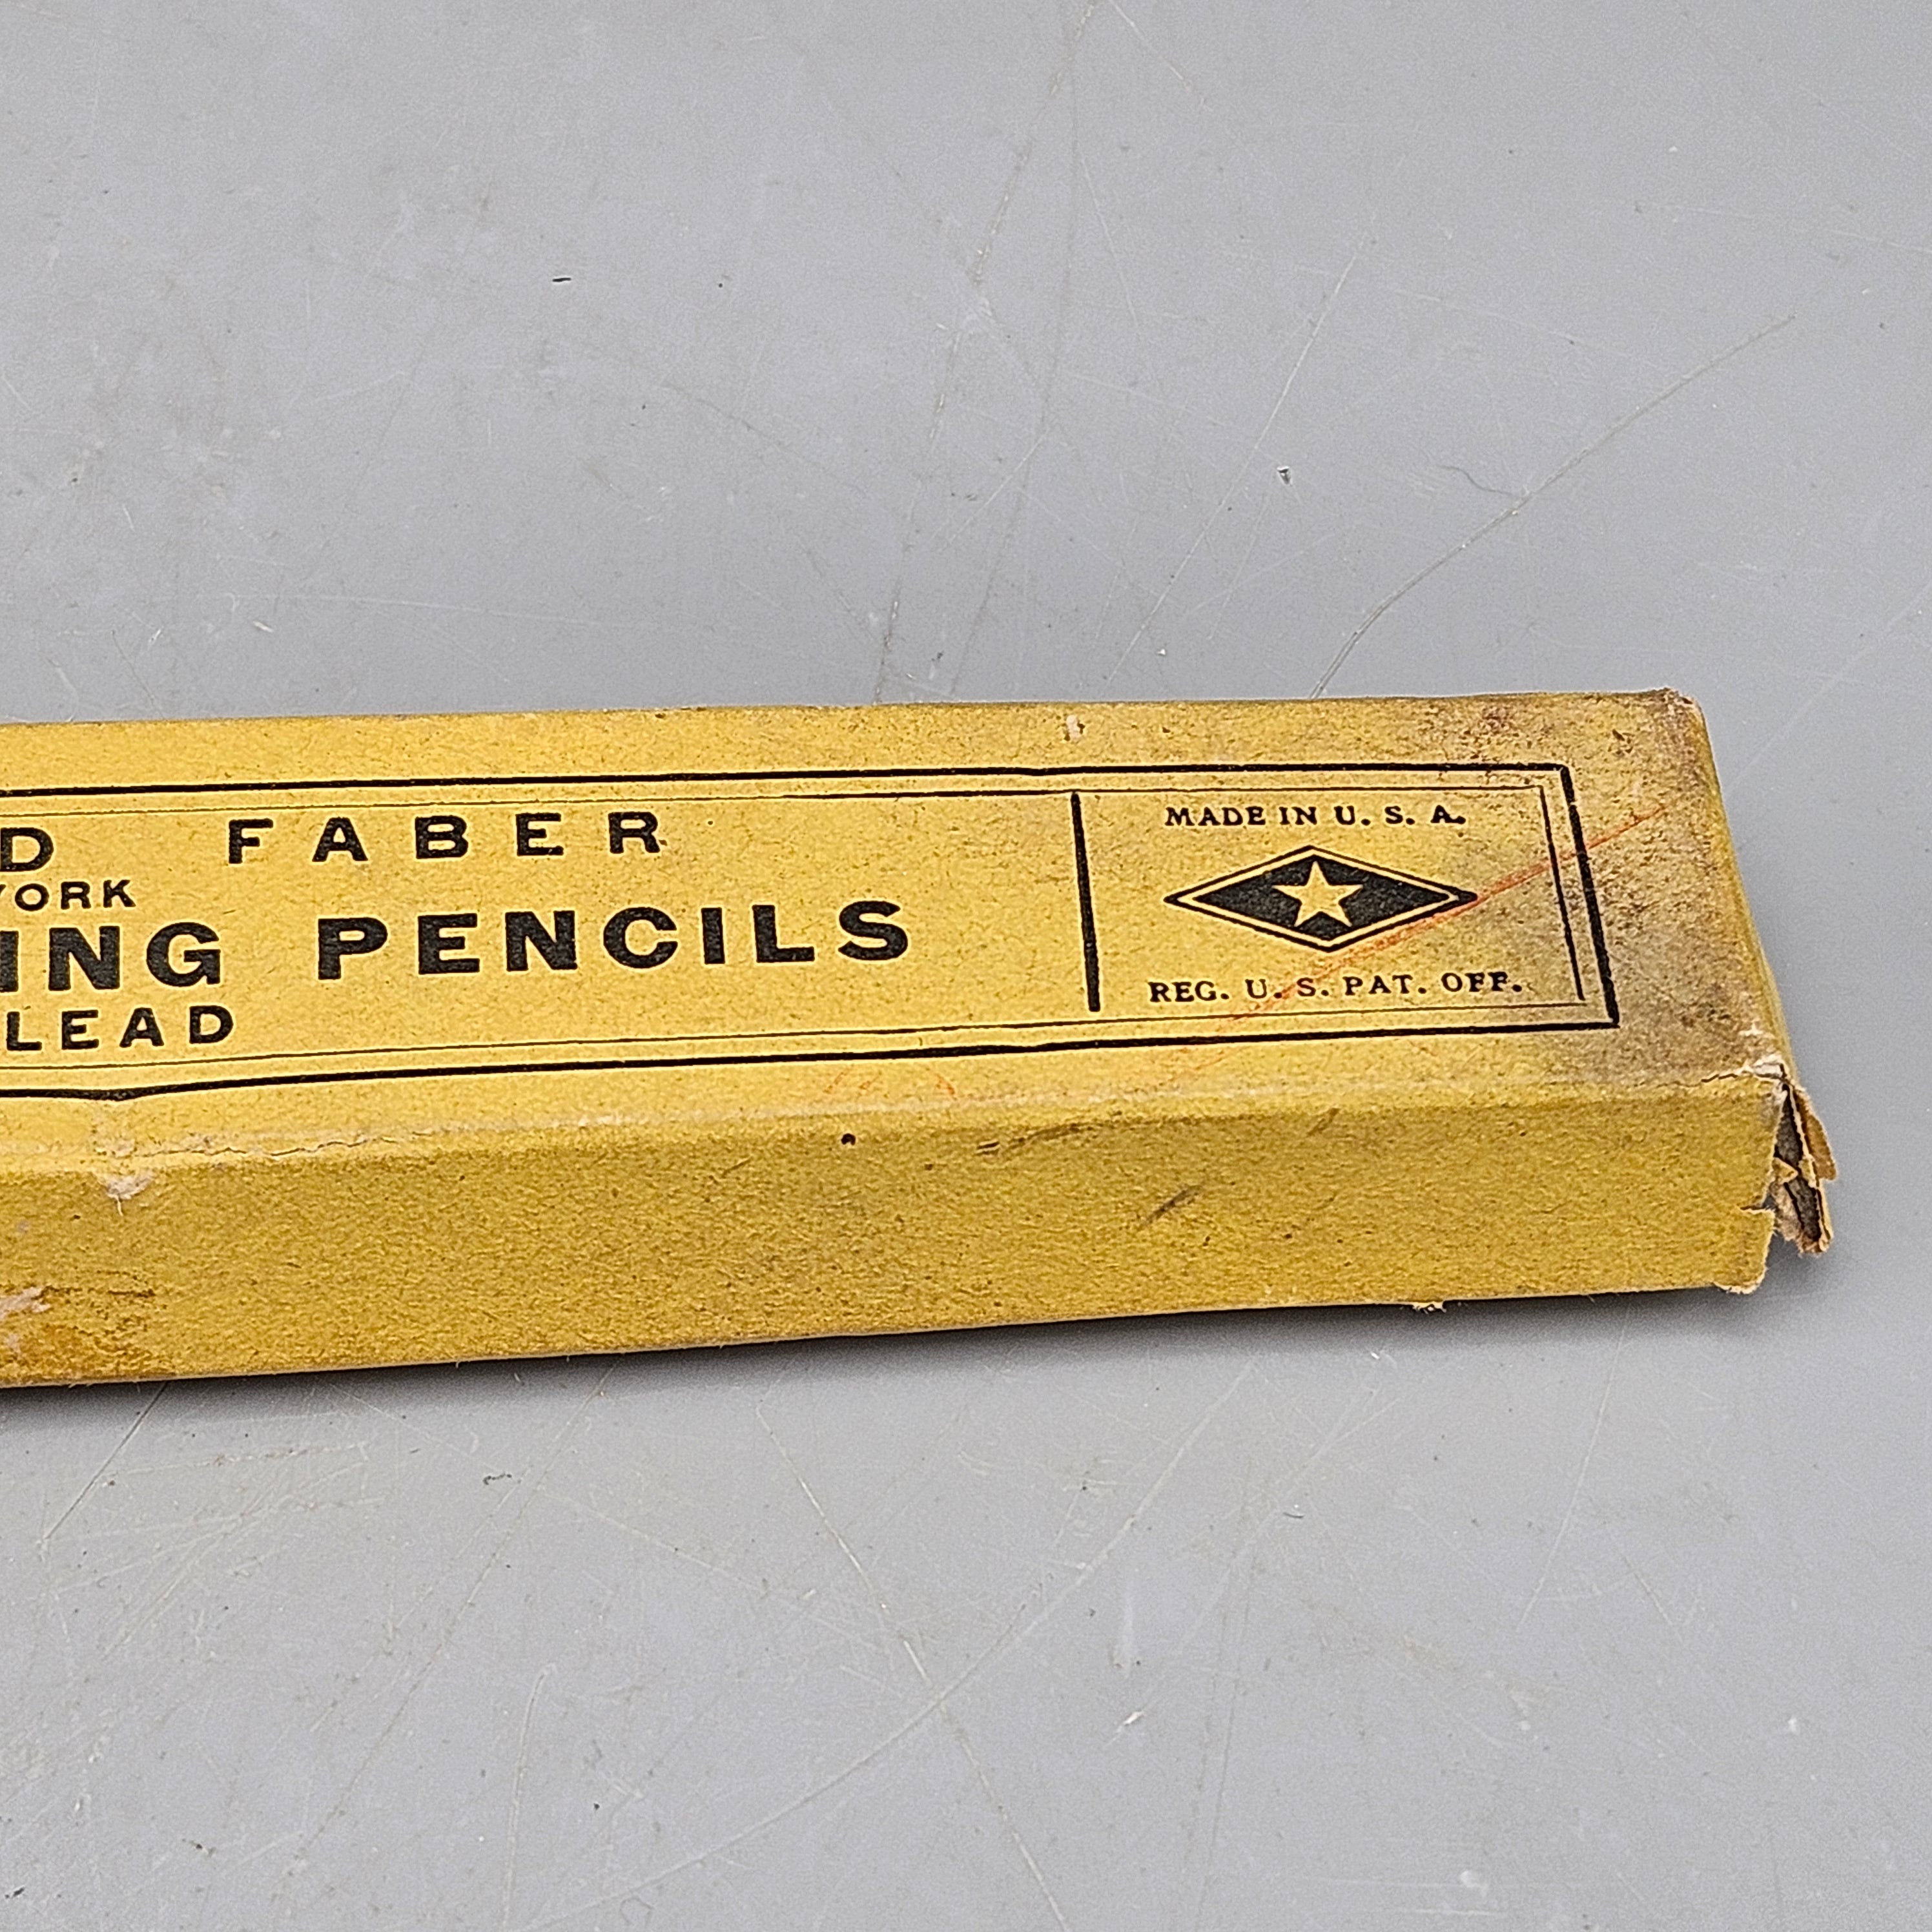 D FABER
YORK
ING PENCILS
LEAD
MADE IN U. S. A.
REG. U. S. PAT. OFF.